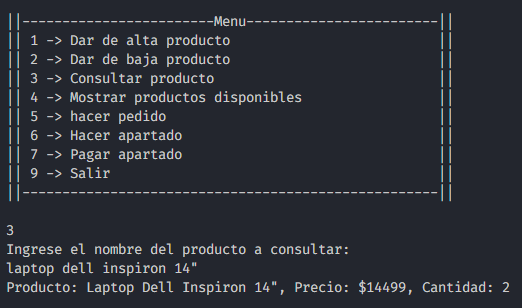 ||------------------------Menu------------------------||
|| 1 -> Dar de alta producto ||
|| 2 -> Dar de baja producto ||
|| 3 -> Consultar producto ||
|| 4 -> Mostrar productos disponibles ||
|| 5 -> hacer pedido ||
|| 6 -> Hacer apartado ||
|| 7 -> Pagar apartado ||
|| 9 -> Salir ||
||----------------------------------------------------||
3
Ingrese el nombre del producto a consultar:
laptop dell inspiron 14"
Producto: Laptop Dell Inspiron 14", Precio: $14499, Cantidad: 2